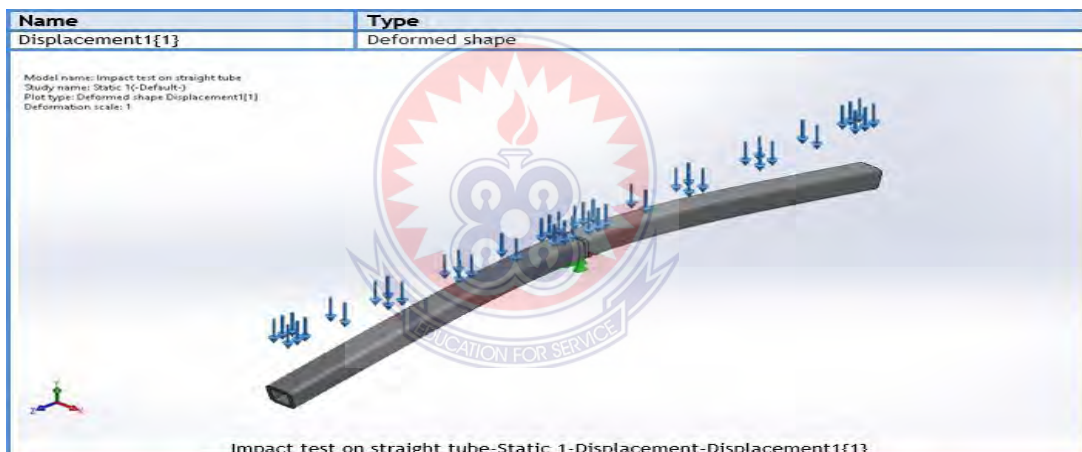 Name Type
Displacement1{1} Deformed shape
Model name: Impact test on straight tube
Study name: Static 1(-Default-)
Plot type: Deformed shape Displacement1{1}
Deformation scale: 1
EDUCATION FOR SERVICE
Y
Z X
Impact test on straight tube-Static 1-Displacement-Displacement1{1}